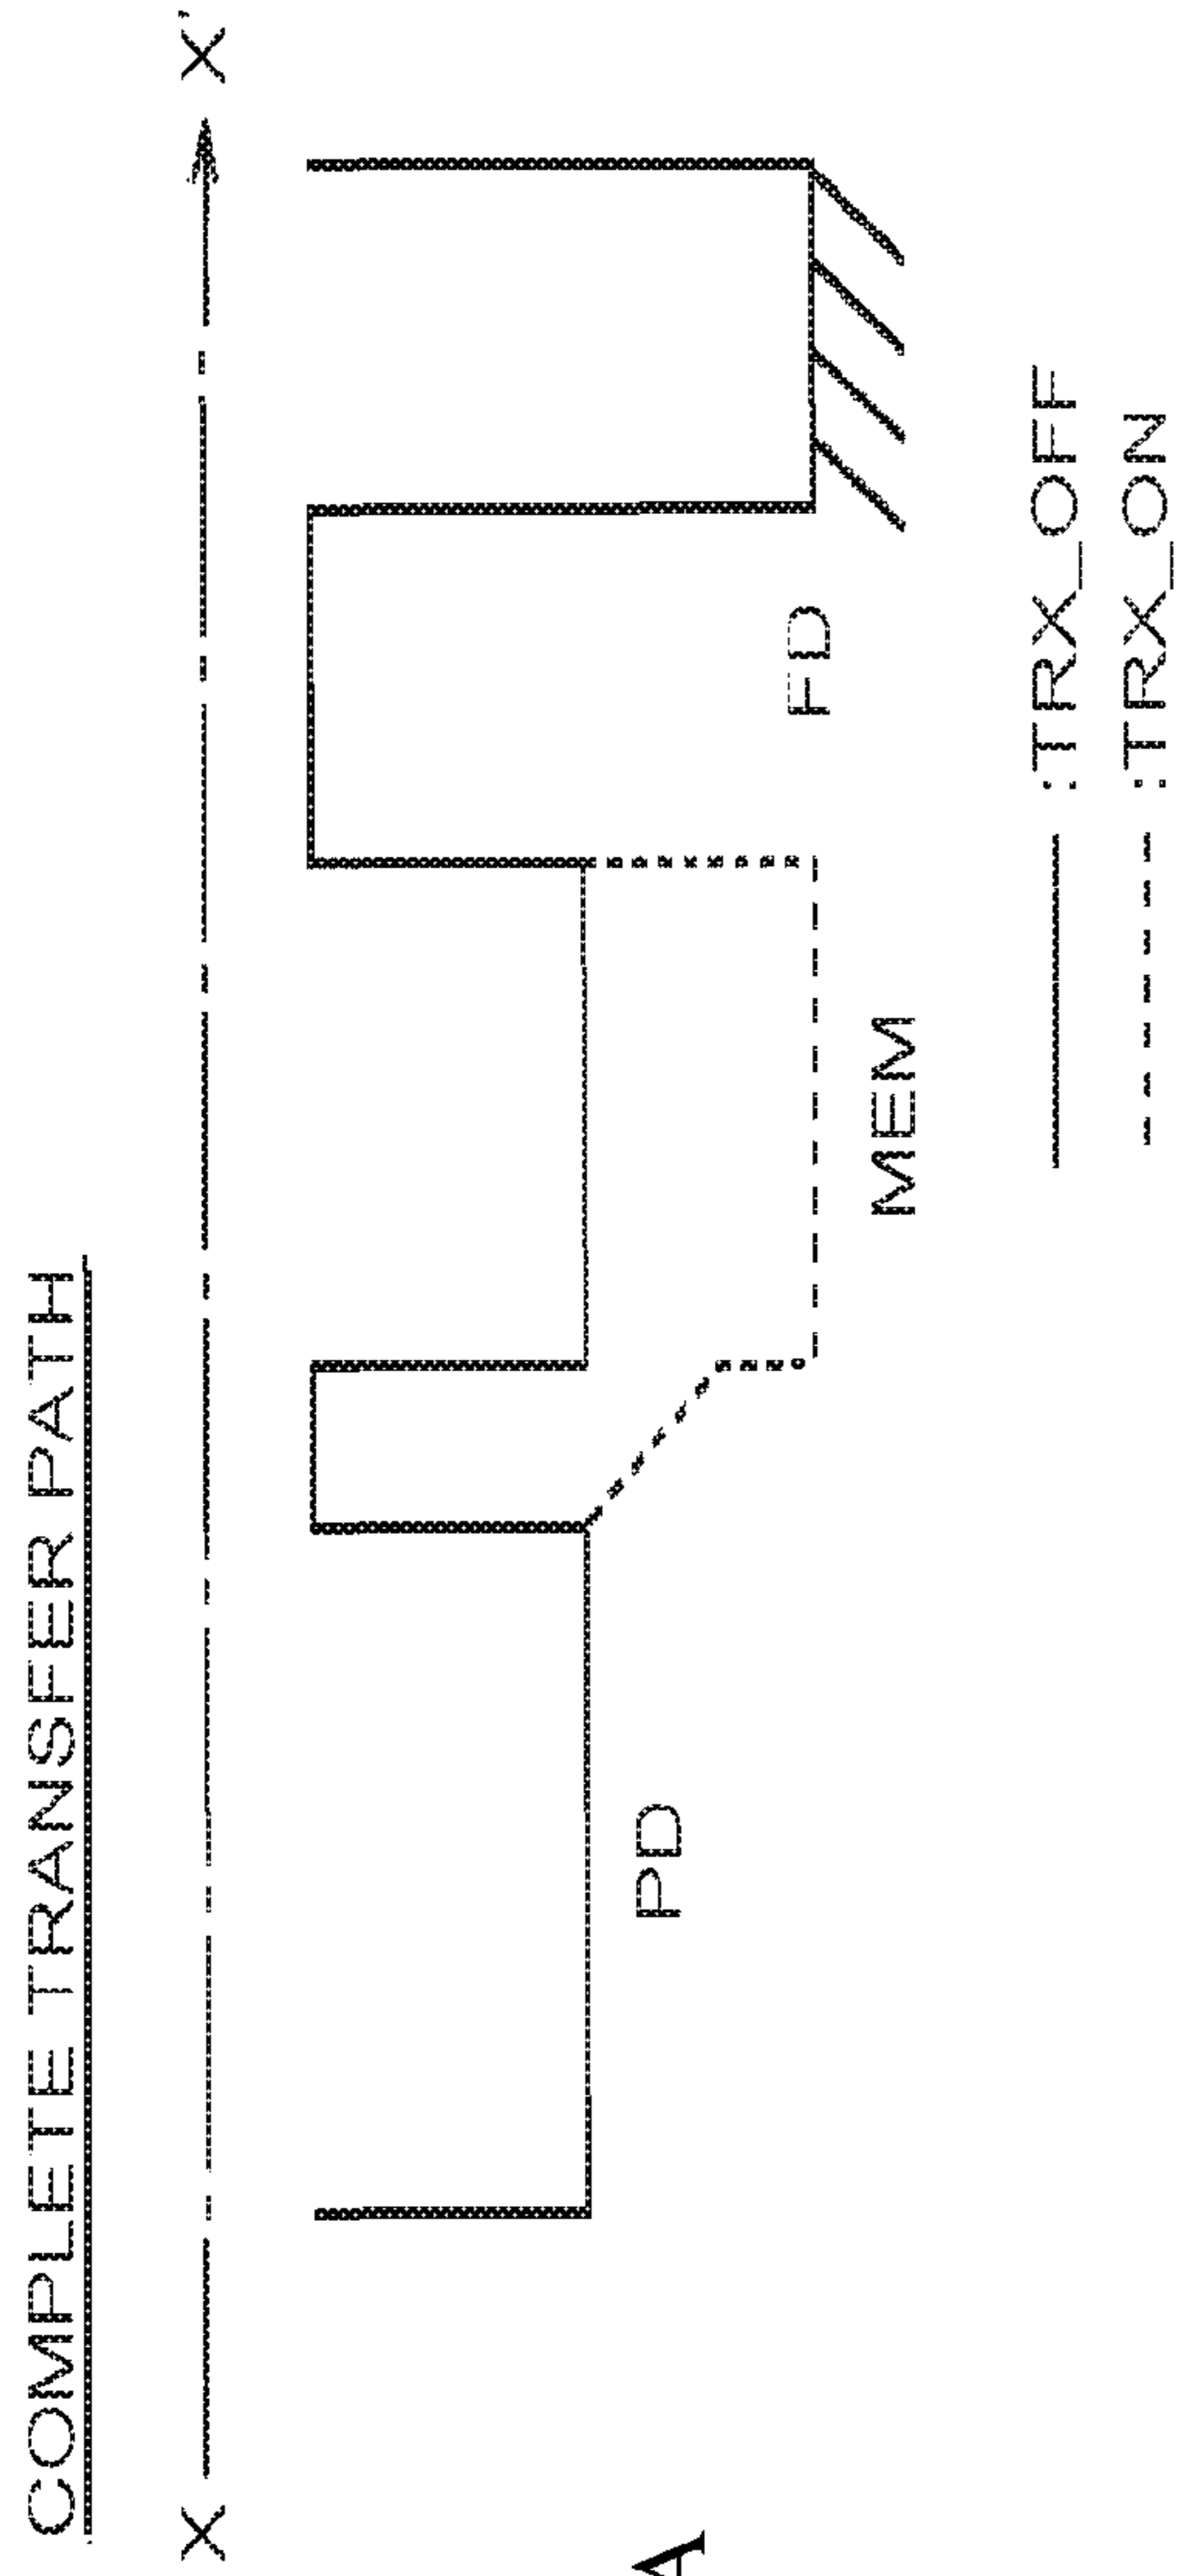 COMPLETE TRANSFER PATH
X X'
PD
MEM
FD
:TRX_OFF
:TRX_ON
A